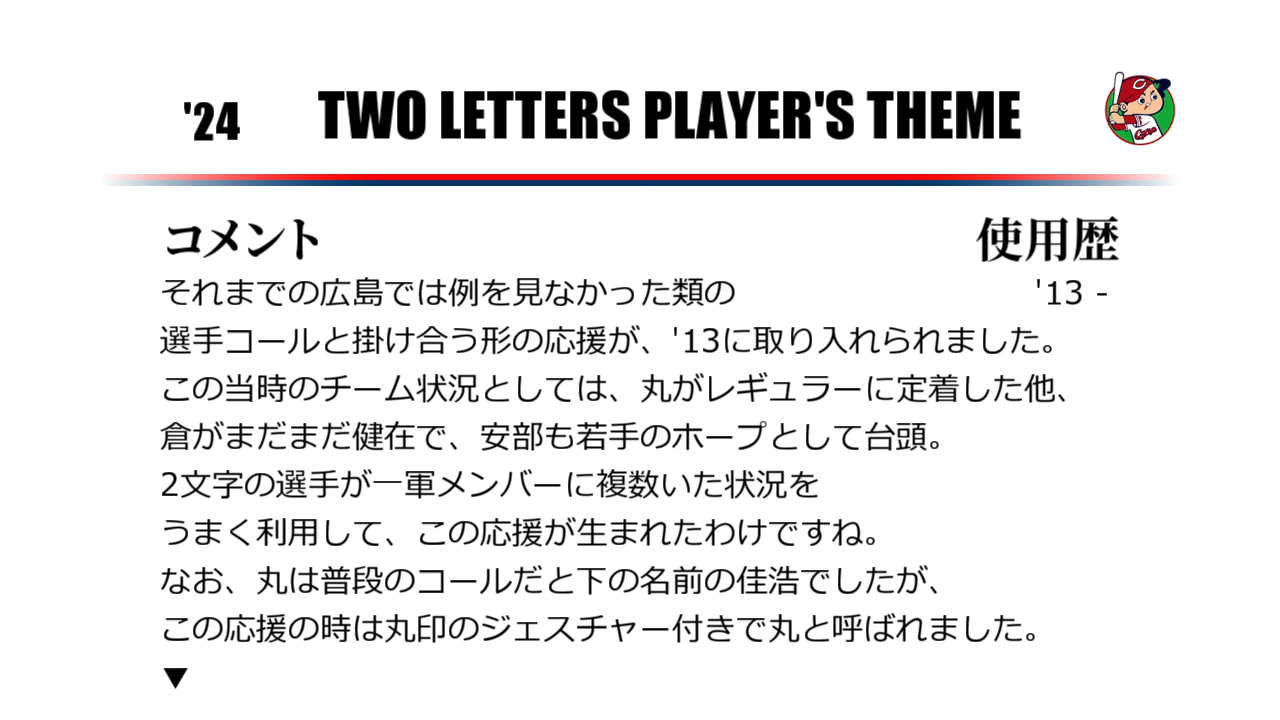 '24 TWO LETTERS PLAYER'S THEME
コメント 使用歴
それまでの広島では例を見なかった類の '13 -
選手コールと掛け合う形の応援が、'13に取り入れられました。
この当時のチーム状況としては、丸がレギュラーに定着した他、
倉がまだまだ健在で、安部も若手のホープとして台頭。
2文字の選手が一軍メンバーに複数いた状況を
うまく利用して、この応援が生まれたわけですね。
なお、丸は普段のコールだと下の名前の佳浩でしたが、
この応援の時は丸印のジェスチャー付きで丸と呼ばれました。
▼